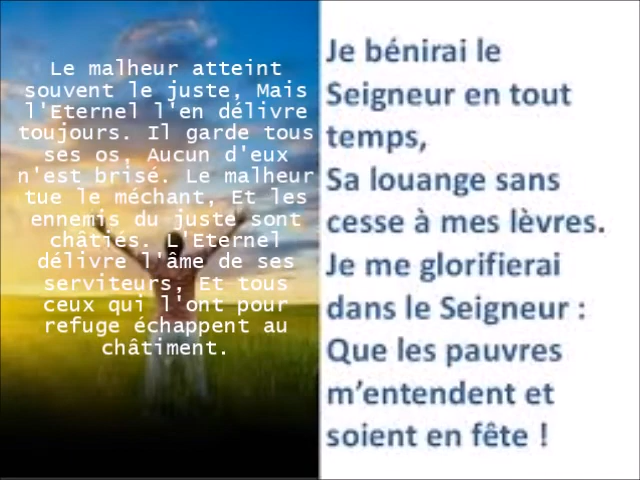 Le malheur atteint
souvent le juste, Mais
l'Eternel l'en délivre
toujours. Il garde tous
ses os, Aucun d'eux
n'est brisé. Le malheur
tue le méchant, Et les
ennemis du juste sont
châtiés. L'Eternel
délivre l'âme de ses
serviteurs, Et tous
ceux qui l'ont pour
refuge échappent au
châtiment.
Je bénirai le
Seigneur en tout
temps,
Sa louange sans
cesse à mes lèvres.
Je me glorifierai
dans le Seigneur :
Que les pauvres
m’entendent et
soient en fête !